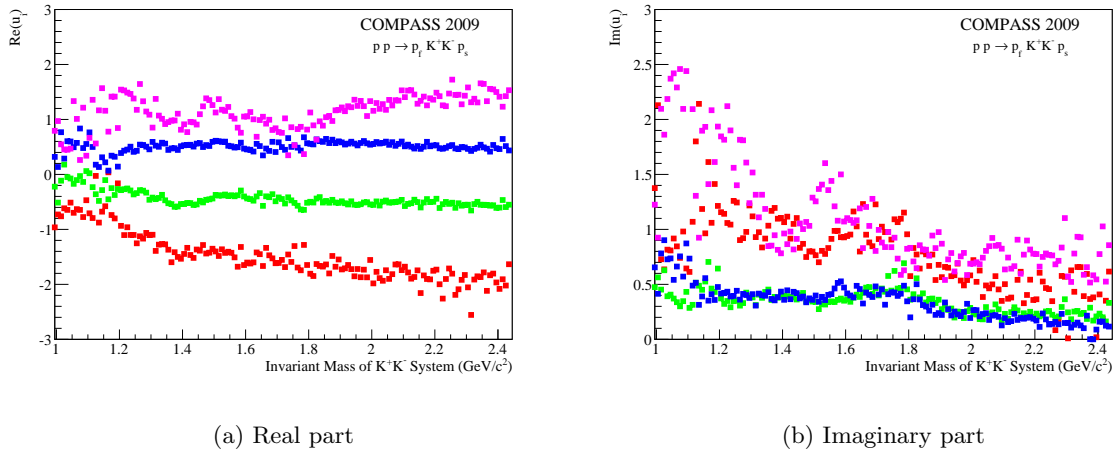 Re(u_i)
3
2
1
0
-1
-2
-3
COMPASS 2009
p p → p_f K⁺K⁻ p_s
1 1.2 1.4 1.6 1.8 2 2.2 2.4
Invariant Mass of K⁺K⁻ System (GeV/c²)
(a) Real part
Im(u_i)
3
2.5
2
1.5
1
0.5
0
COMPASS 2009
p p → p_f K⁺K⁻ p_s
1 1.2 1.4 1.6 1.8 2 2.2 2.4
Invariant Mass of K⁺K⁻ System (GeV/c²)
(b) Imaginary part